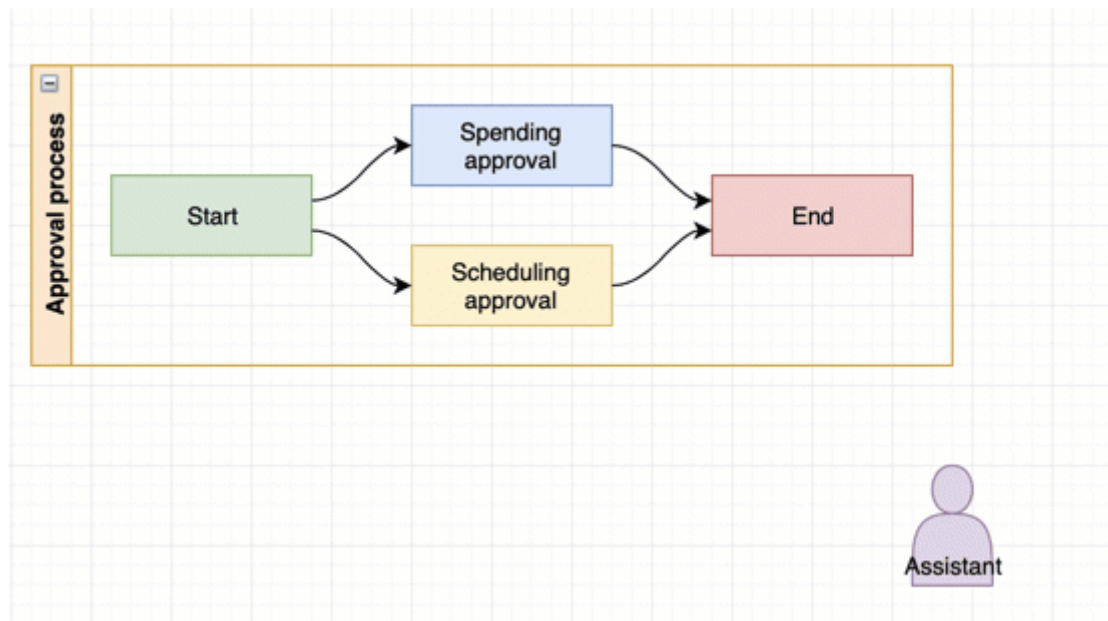 Approval process
Start
Spending
approval
Scheduling
approval
End
Assistant